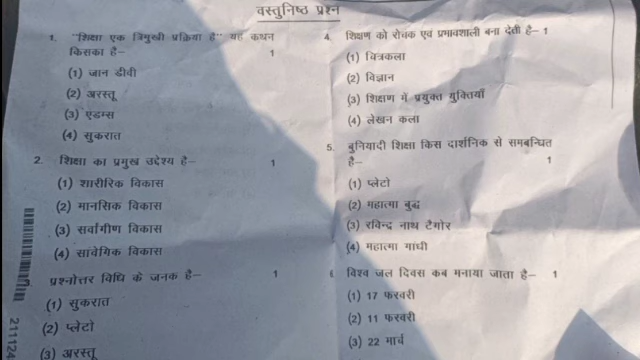 वस्तुनिष्ठ प्रश्न
1. "शिक्षा एक त्रिमुखी प्रक्रिया है" यह कथन
किसका है– 1
(1) जान डीवी
(2) अरस्तू
(3) एडम्स
(4) सुकरात
2. शिक्षा का प्रमुख उद्देश्य है– 1
(1) शारीरिक विकास
(2) मानसिक विकास
(3) सर्वांगीण विकास
(4) सांवेगिक विकास
प्रश्नोत्तर विधि के जनक है– 1
(1) सुकरात
(2) प्लेटो
(3) अरस्तू
4. शिक्षण को रोचक एवं प्रभावशाली बना देती है– 1
(1) चित्रकला
(2) विज्ञान
(3) शिक्षण में प्रयुक्त युक्तियाँ
(4) लेखन कला
5. बुनियादी शिक्षा किस दार्शनिक से समबन्धित
है– 1
(1) प्लेटो
(2) महात्मा बुद्ध
(3) रविन्द्र नाथ टैगोर
(4) महात्मा गांधी
6. विश्व जल दिवस कब मनाया जाता है– 1
(1) 17 फरवरी
(2) 11 फरवरी
(3) 22 मार्च
211124